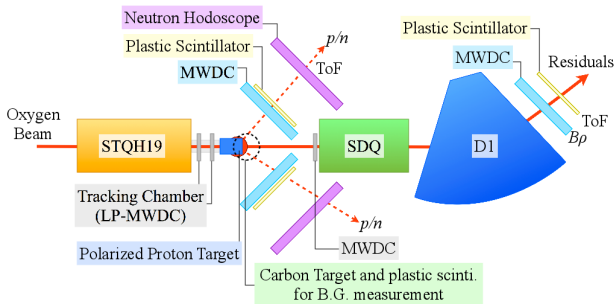 Neutron Hodoscope
p/n
Plastic Scintillator
MWDC
ToF
Plastic Scintillator
MWDC
Residuals
ToF
Bρ
Oxygen
Beam
STQH19
SDQ
D1
Tracking Chamber
(LP-MWDC)
p/n
MWDC
Polarized Proton Target
Carbon Target and plastic scinti.
for B.G. measurement